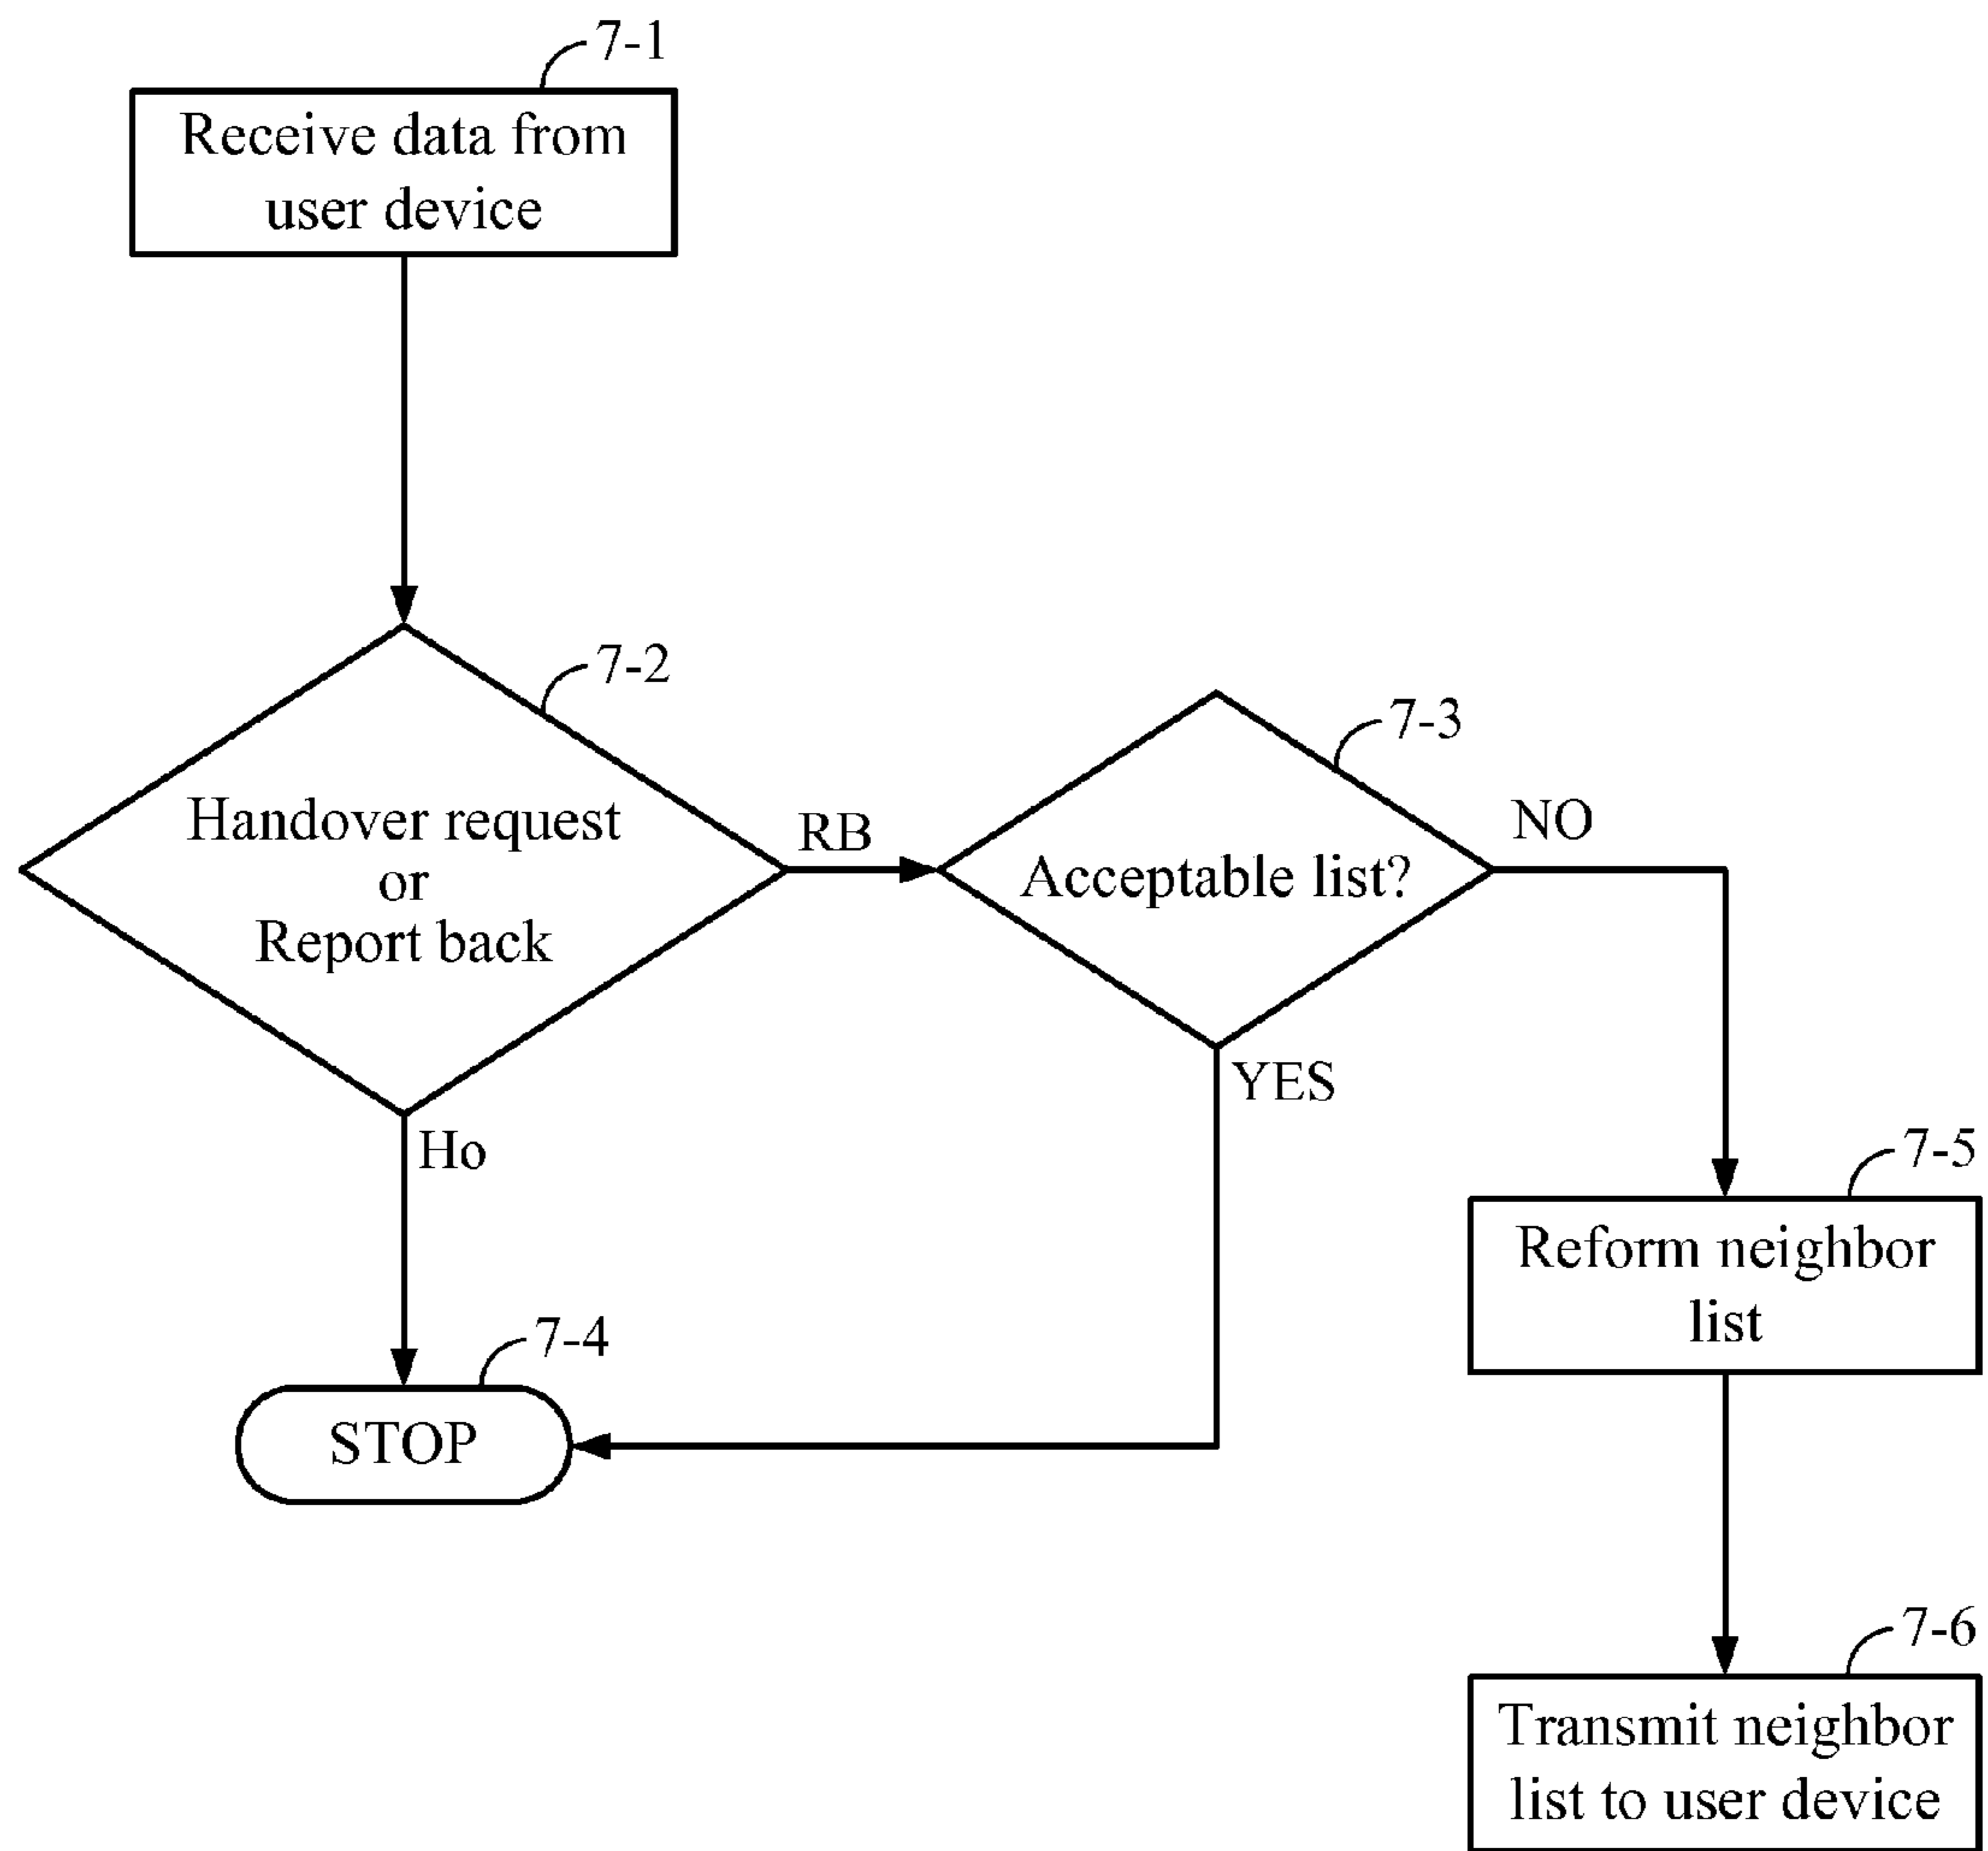 7-1
Receive data from
user device
7-2
Handover request
or
Report back
RB
7-3
Acceptable list?
NO
YES
Ho
7-4
STOP
7-5
Reform neighbor
list
7-6
Transmit neighbor
list to user device